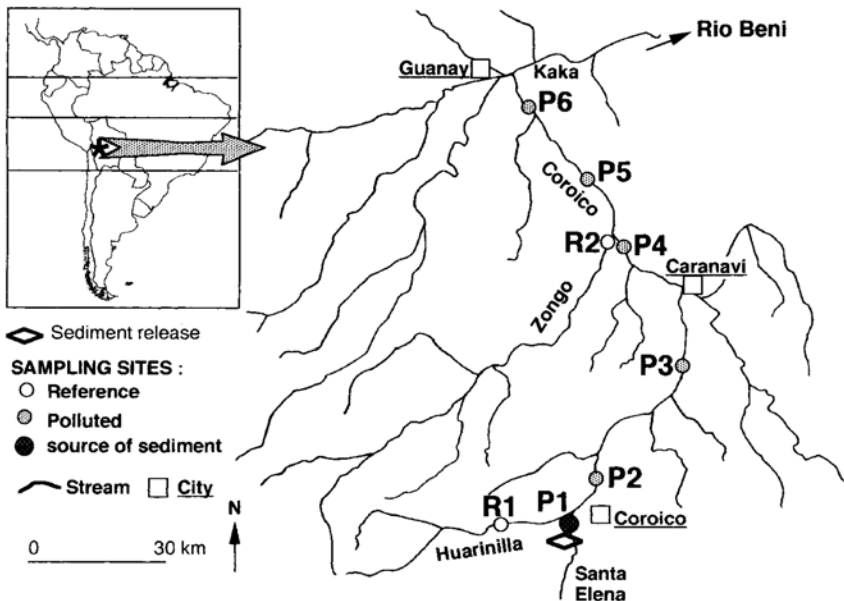 Rio Beni
Guanay
Kaka
P6
Coroico
P5
R2
P4
Caranavi
Zongo
P3
Sediment release
SAMPLING SITES :
Reference
Polluted
source of sediment
Stream
City
N
0 30 km
P2
R1
P1
Coroico
Huarinilla
Santa
Elena